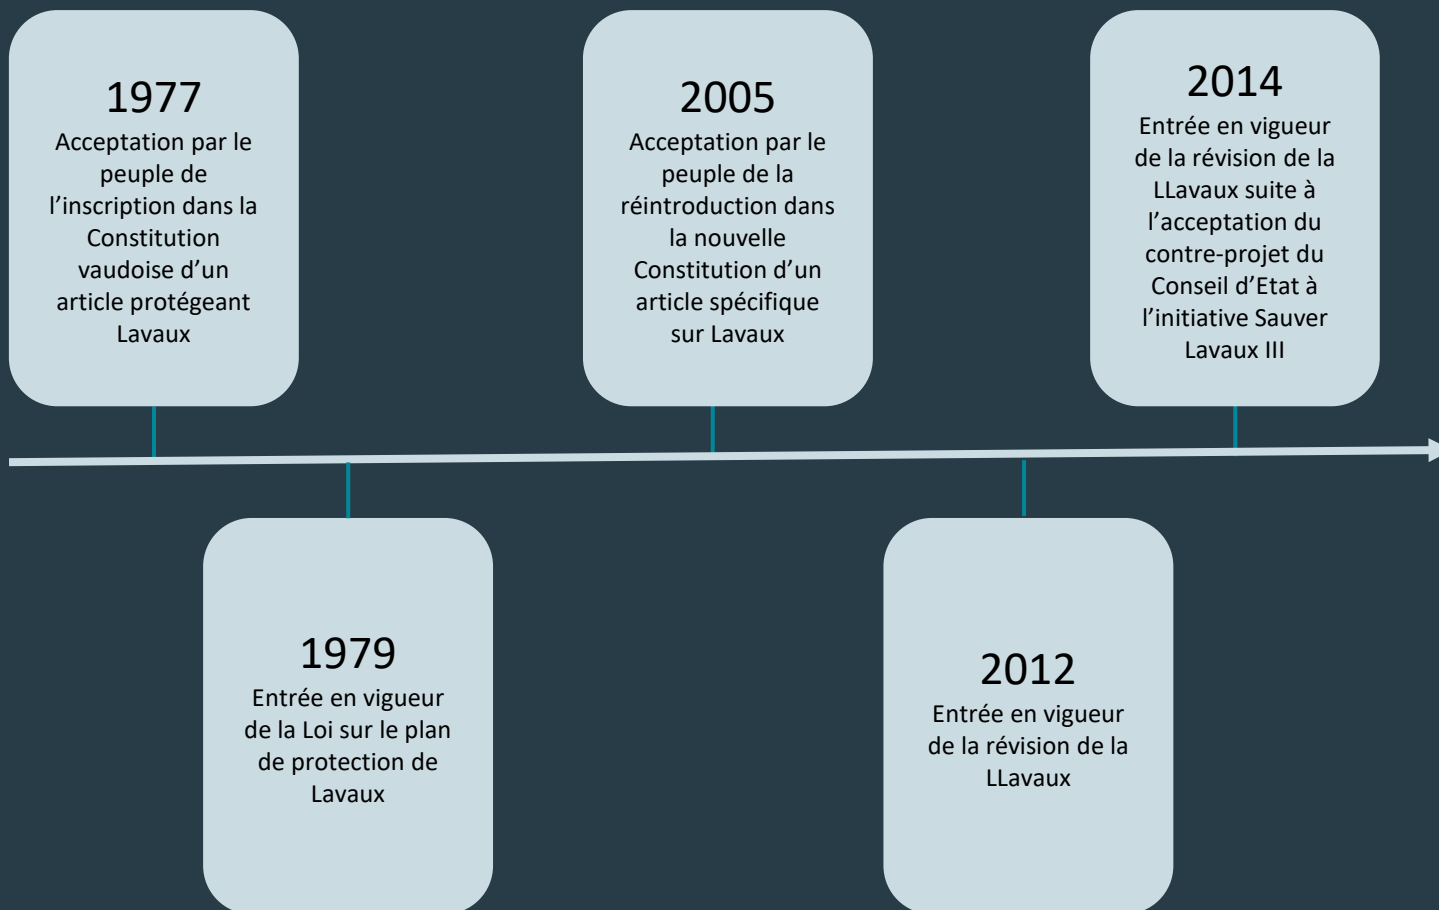 1977
Acceptation par le
peuple de
l’inscription dans la
Constitution
vaudoise d’un
article protégeant
Lavaux
2005
Acceptation par le
peuple de la
réintroduction dans
la nouvelle
Constitution d’un
article spécifique
sur Lavaux
2014
Entrée en vigueur
de la révision de la
LLavaux suite à
l’acceptation du
contre-projet du
Conseil d’Etat à
l’initiative Sauver
Lavaux III
1979
Entrée en vigueur
de la Loi sur le plan
de protection de
Lavaux
2012
Entrée en vigueur
de la révision de la
LLavaux